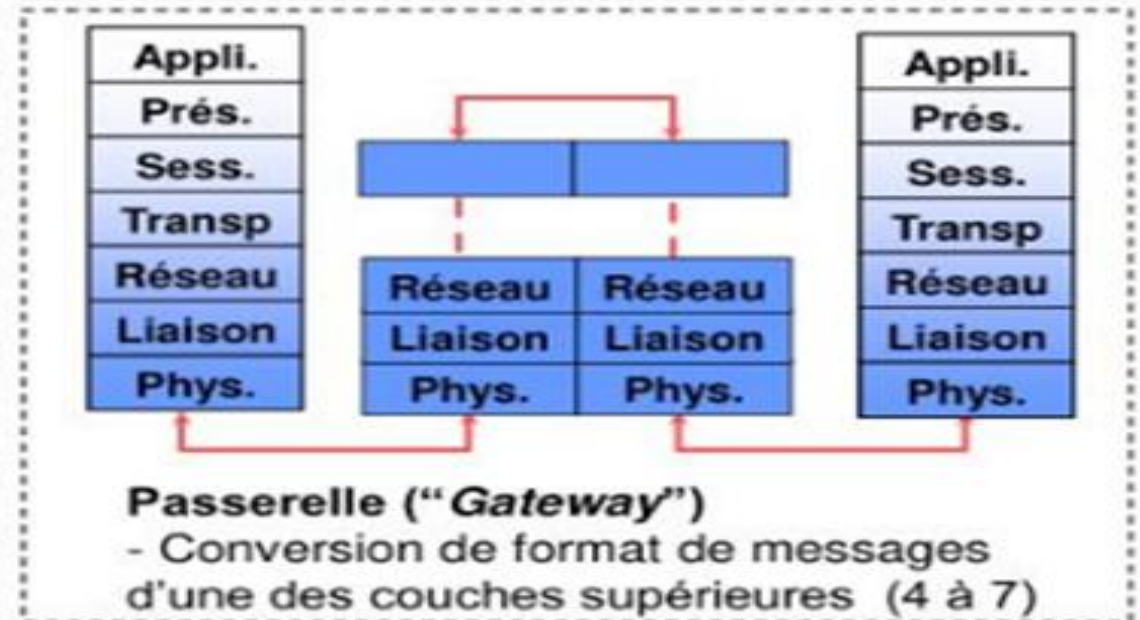 Appli.
Prés.
Sess.
Transp
Réseau
Liaison
Phys.
Réseau Réseau
Liaison Liaison
Phys. Phys.
Appli.
Prés.
Sess.
Transp
Réseau
Liaison
Phys.
Passerelle (“Gateway”)
- Conversion de format de messages
d'une des couches supérieures (4 à 7)